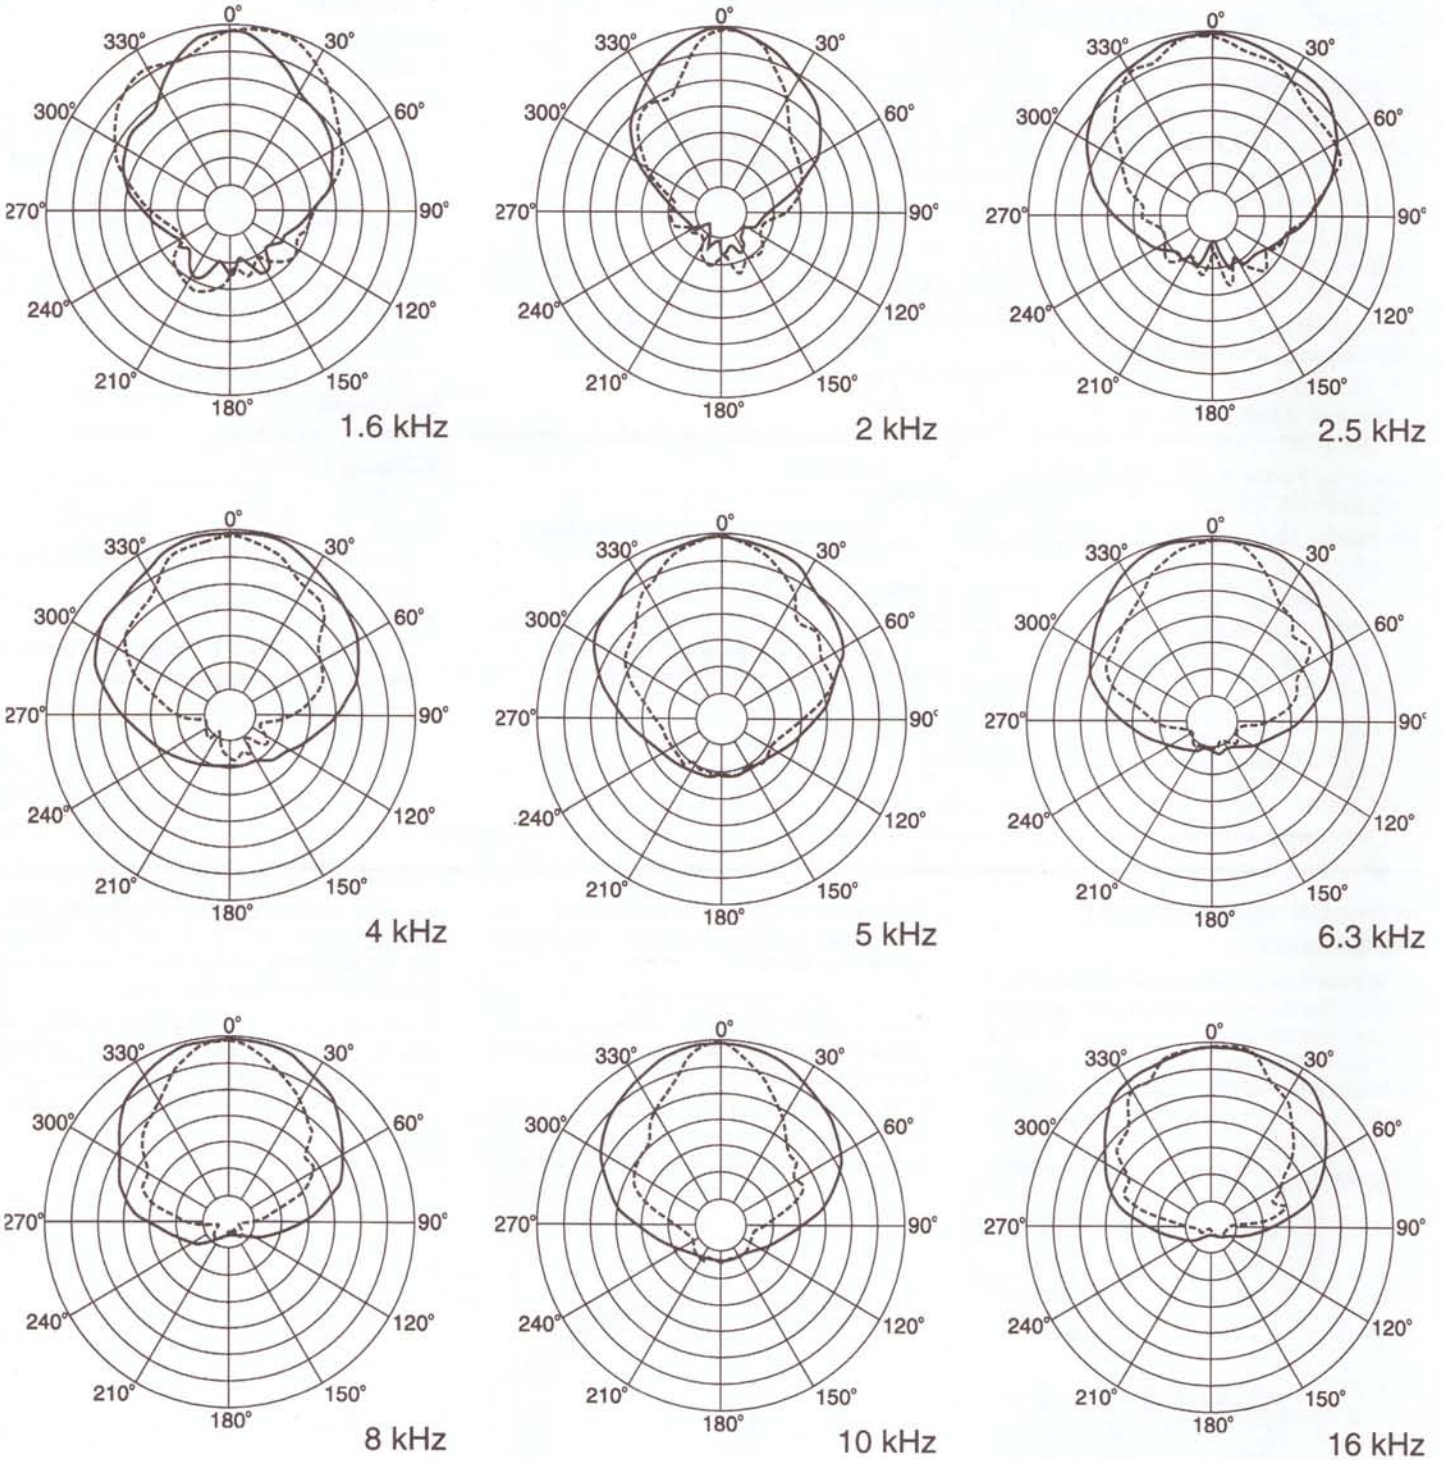 0° 0° 0°
330° 30° 330° 30° 330° 30°
300° 60° 300° 60° 300° 60°
270° 90° 270° 90° 270° 90°
240° 120° 240° 120° 240° 120°
210° 150° 210° 150° 210° 150°
180° 180° 180°
1.6 kHz 2 kHz 2.5 kHz
0° 0° 0°
330° 30° 330° 30° 330° 30°
300° 60° 300° 60° 300° 60°
270° 90° 270° 90° 270° 90°
240° 120° 240° 120° 240° 120°
210° 150° 210° 150° 210° 150°
180° 180° 180°
4 kHz 5 kHz 6.3 kHz
0° 0° 0°
330° 30° 330° 30° 330° 30°
300° 60° 300° 60° 300° 60°
270° 90° 270° 90° 270° 90°
240° 120° 240° 120° 240° 120°
210° 150° 210° 150° 210° 150°
180° 180° 180°
8 kHz 10 kHz 16 kHz